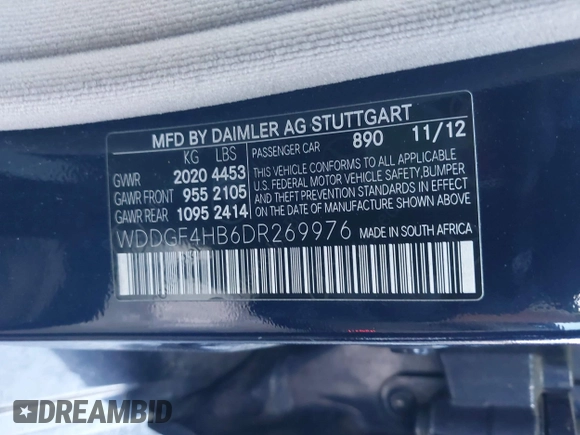 MFD BY DAIMLER AG STUTTGART
KG LBS PASSENGER CAR 890 11/12
GVWR 2020 4453
GAWR FRONT 955 2105
GAWR REAR 1095 2414
THIS VEHICLE CONFORMS TO ALL APPLICABLE
U.S. FEDERAL MOTOR VEHICLE SAFETY,BUMPER
AND THEFT PREVENTION STANDARDS IN EFFECT
ON THE DATE OF MANUFACTURE SHOWN ABOVE.
WDDGF4HB6DR269976 MADE IN SOUTH AFRICA
DREAMBID